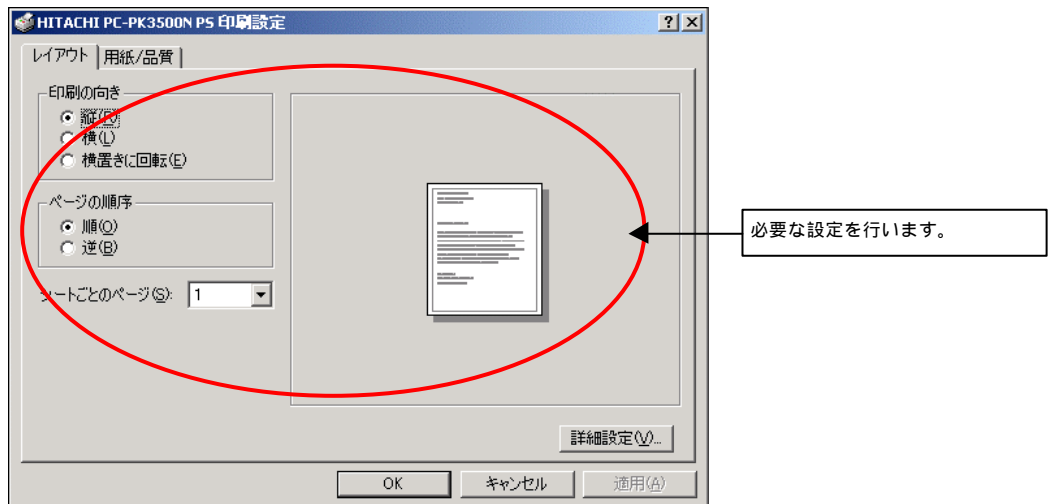 HITACHI PC-PK3500N PS 印刷設定
レイアウト 用紙/品質
印刷の向き
縦(P)
横(L)
横置きに回転(E)
ページの順序
順(O)
逆(B)
シートごとのページ(S): 1
必要な設定を行います。
詳細設定(V)...
OK キャンセル 適用(A)